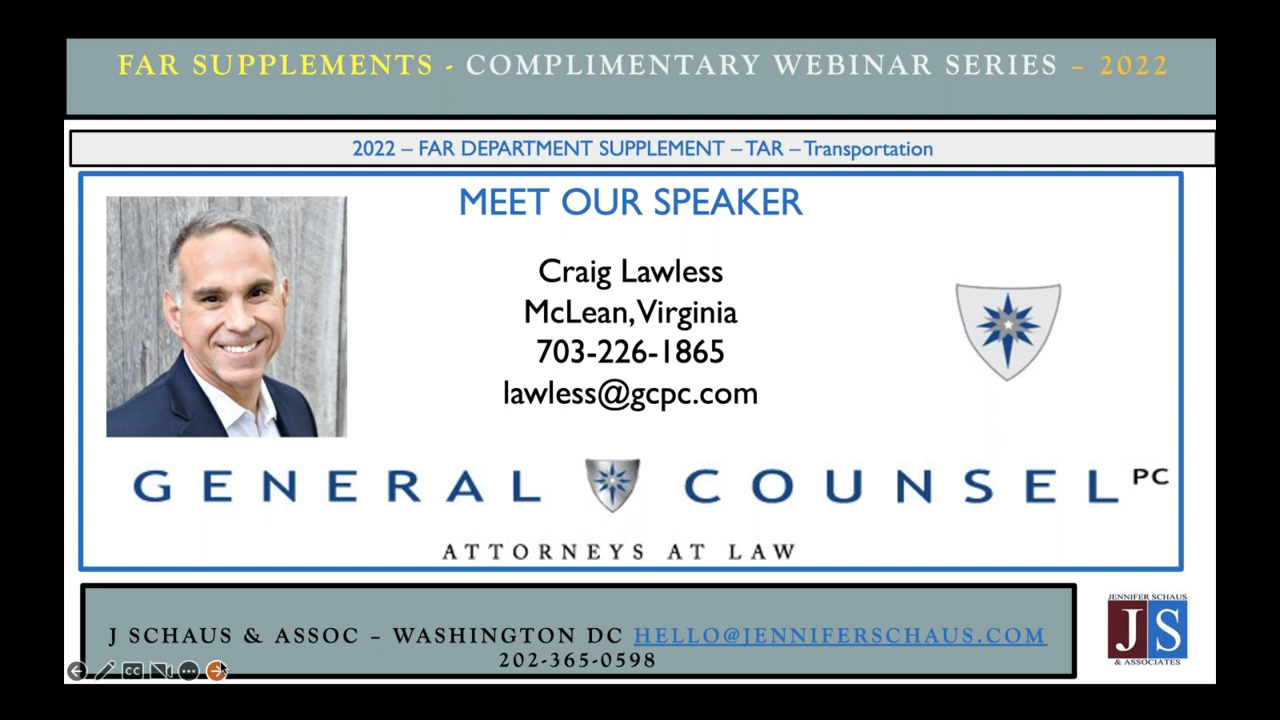 FAR SUPPLEMENTS - COMPLIMENTARY WEBINAR SERIES – 2022
2022 – FAR DEPARTMENT SUPPLEMENT – TAR – Transportation
MEET OUR SPEAKER
Craig Lawless
McLean, Virginia
703-226-1865
lawless@gcpc.com
GENERAL COUNSEL PC
ATTORNEYS AT LAW
J SCHAUS & ASSOC – WASHINGTON DC HELLO@JENNIFERSCHAUS.COM
202-365-0598
JENNIFER SCHAUS
JS
& ASSOCIATES
CC